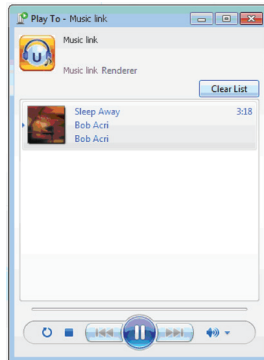 Play To - Music link
Music link
Music link Renderer
Clear List
Sleep Away 3:18
Bob Acri
Bob Acri